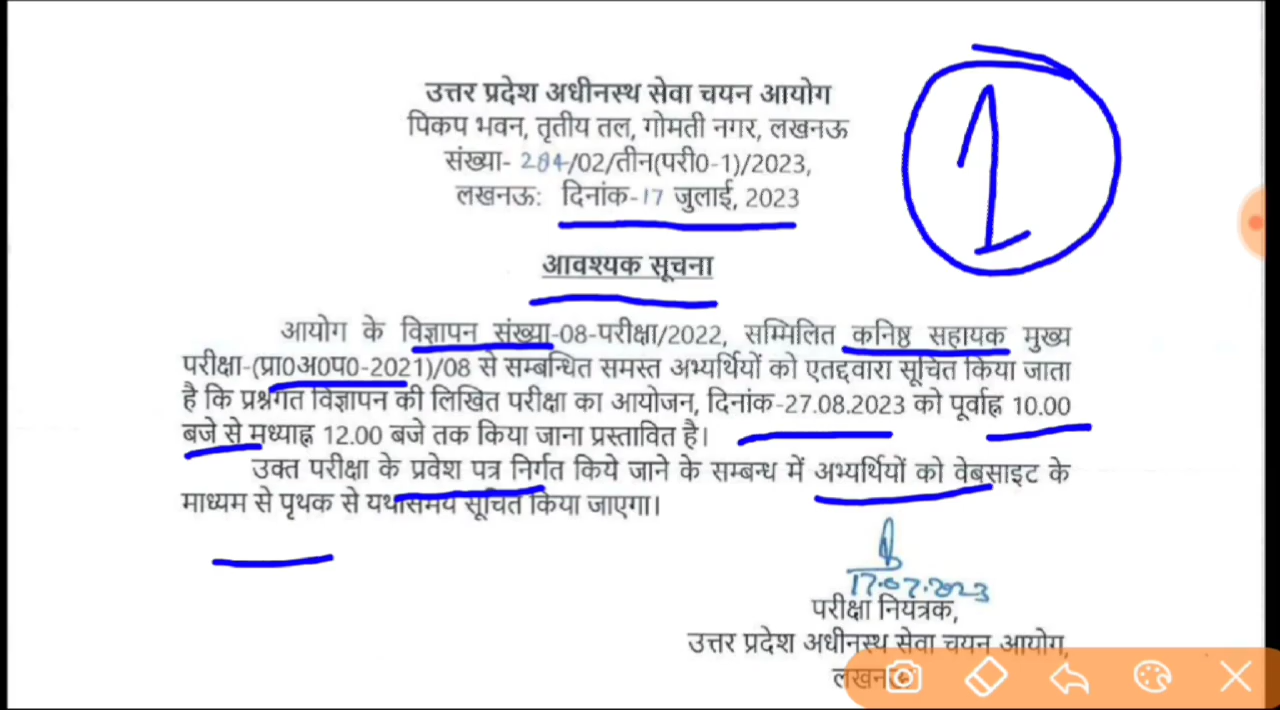 उत्तर प्रदेश अधीनस्थ सेवा चयन आयोग
पिकप भवन, तृतीय तल, गोमती नगर, लखनऊ
संख्या- 284/02/तीन(परी0-1)/2023,
लखनऊ: दिनांक-17 जुलाई, 2023
1
आवश्यक सूचना
आयोग के विज्ञापन संख्या-08-परीक्षा/2022, सम्मिलित कनिष्ठ सहायक मुख्य
परीक्षा-(प्रा0अ0प0-2021)/08 से सम्बन्धित समस्त अभ्यर्थियों को एतद्दवारा सूचित किया जाता
है कि प्रश्नगत विज्ञापन की लिखित परीक्षा का आयोजन, दिनांक-27.08.2023 को पूर्वाह्न 10.00
बजे से मध्याह्न 12.00 बजे तक किया जाना प्रस्तावित है।
उक्त परीक्षा के प्रवेश पत्र निर्गत किये जाने के सम्बन्ध में अभ्यर्थियों को वेबसाइट के
माध्यम से पृथक से यथासमय सूचित किया जाएगा।
17.07.2023
परीक्षा नियंत्रक,
उत्तर प्रदेश अधीनस्थ सेवा चयन आयोग,
लखनऊ